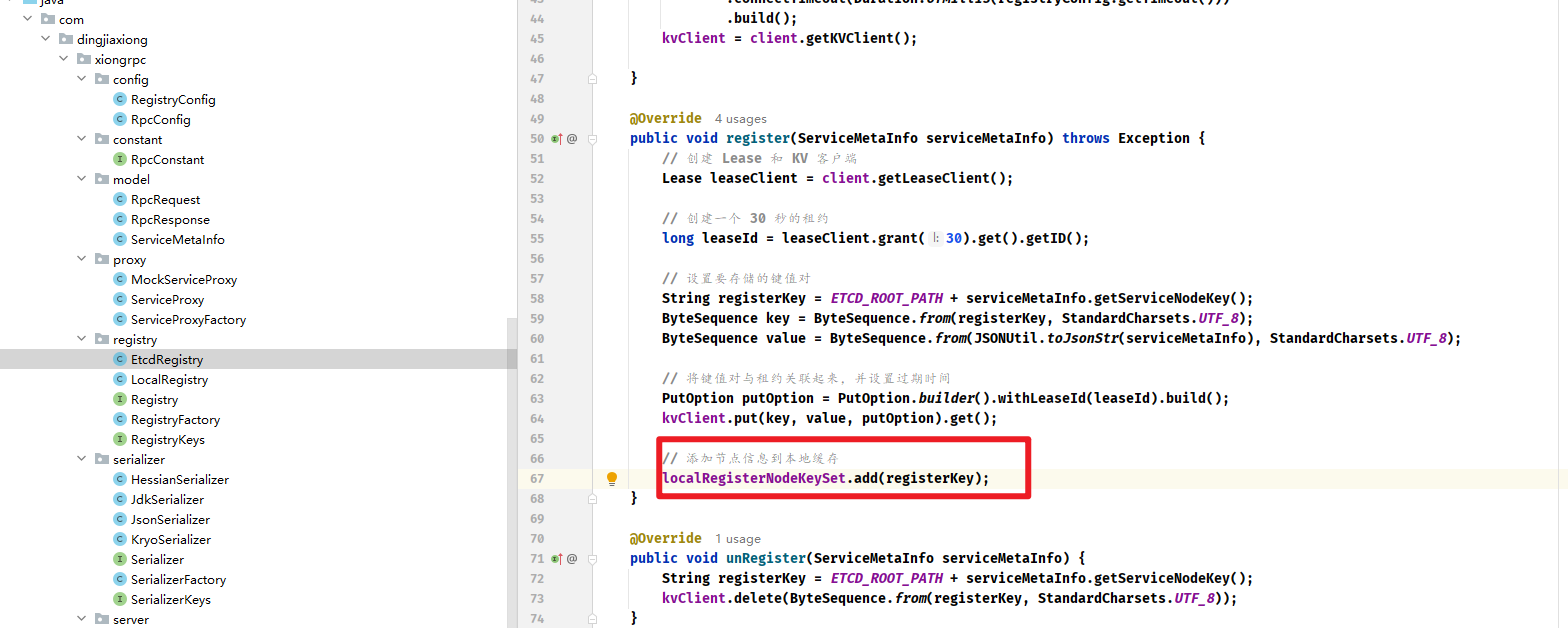 java
com
dingjiaxiong
xiongrpc
config
RegistryConfig
RpcConfig
constant
RpcConstant
model
RpcRequest
RpcResponse
ServiceMetaInfo
proxy
MockServiceProxy
ServiceProxy
ServiceProxyFactory
registry
EtcdRegistry
LocalRegistry
Registry
RegistryFactory
RegistryKeys
serializer
HessianSerializer
JdkSerializer
JsonSerializer
KryoSerializer
Serializer
SerializerFactory
SerializerKeys
server
43 .connectTimeout(Duration.ofMillis(registryConfig.getTimeout()))
44 .build();
45 kvClient = client.getKVClient();
46
47 }
48
49 @Override 4 usages
50 public void register(ServiceMetaInfo serviceMetaInfo) throws Exception {
51 // 创建 Lease 和 KV 客户端
52 Lease leaseClient = client.getLeaseClient();
53
54 // 创建一个 30 秒的租约
55 long leaseId = leaseClient.grant( l: 30).get().getID();
56
57 // 设置要存储的键值对
58 String registerKey = ETCD_ROOT_PATH + serviceMetaInfo.getServiceNodeKey();
59 ByteSequence key = ByteSequence.from(registerKey, StandardCharsets.UTF_8);
60 ByteSequence value = ByteSequence.from(JSONUtil.toJsonStr(serviceMetaInfo), StandardCharsets.UTF_8);
61
62 // 将键值对与租约关联起来，并设置过期时间
63 PutOption putOption = PutOption.builder().withLeaseId(leaseId).build();
64 kvClient.put(key, value, putOption).get();
65
66 // 添加节点信息到本地缓存
67 localRegisterNodeKeySet.add(registerKey);
68 }
69
70 @Override 1 usage
71 public void unRegister(ServiceMetaInfo serviceMetaInfo) {
72 String registerKey = ETCD_ROOT_PATH + serviceMetaInfo.getServiceNodeKey();
73 kvClient.delete(ByteSequence.from(registerKey, StandardCharsets.UTF_8));
74 }